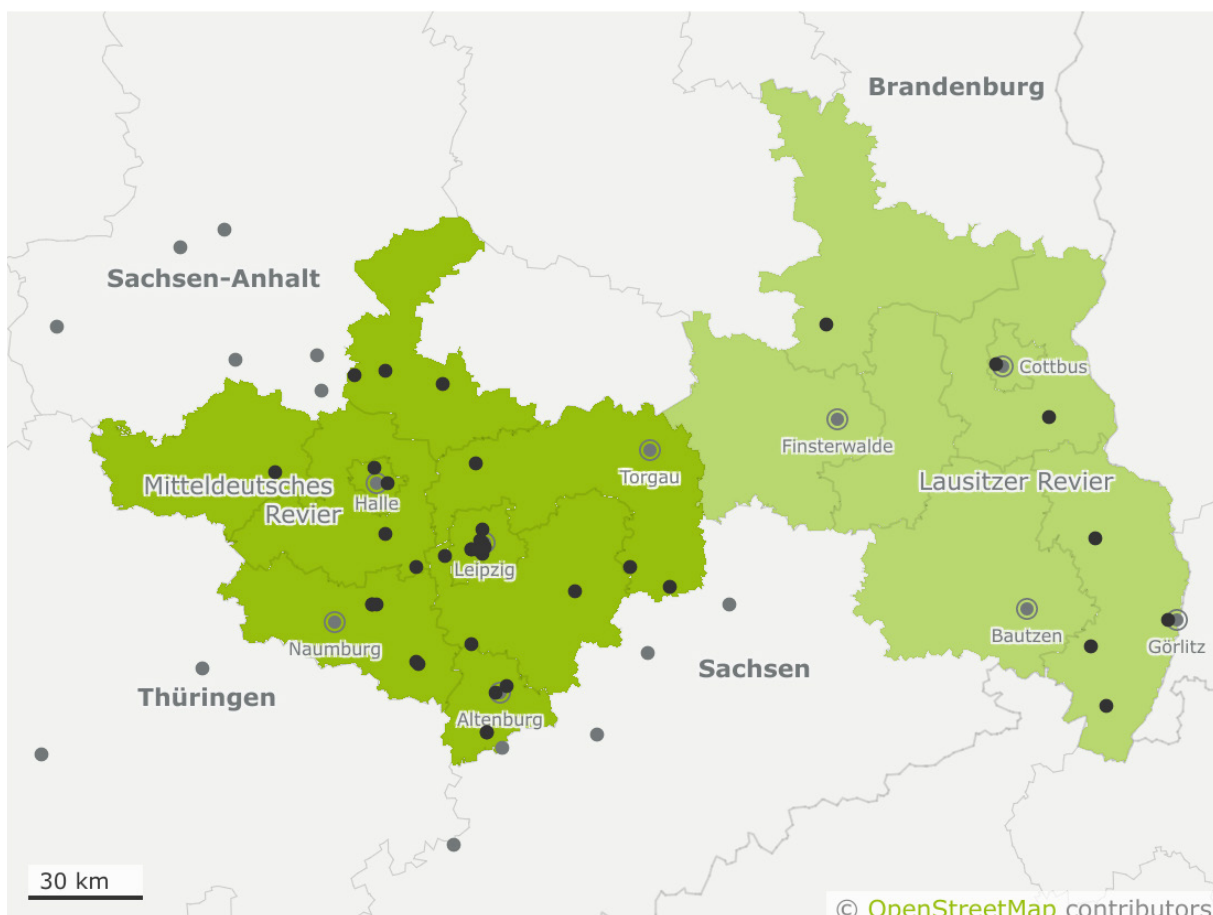 Brandenburg
Sachsen-Anhalt
Cottbus
Finsterwalde
Torgau
Mitteldeutsches
Revier
Halle
Lausitzer Revier
Leipzig
Naumburg
Bautzen
Görlitz
Sachsen
Thüringen
Altenburg
30 km
© OpenStreetMap contributors